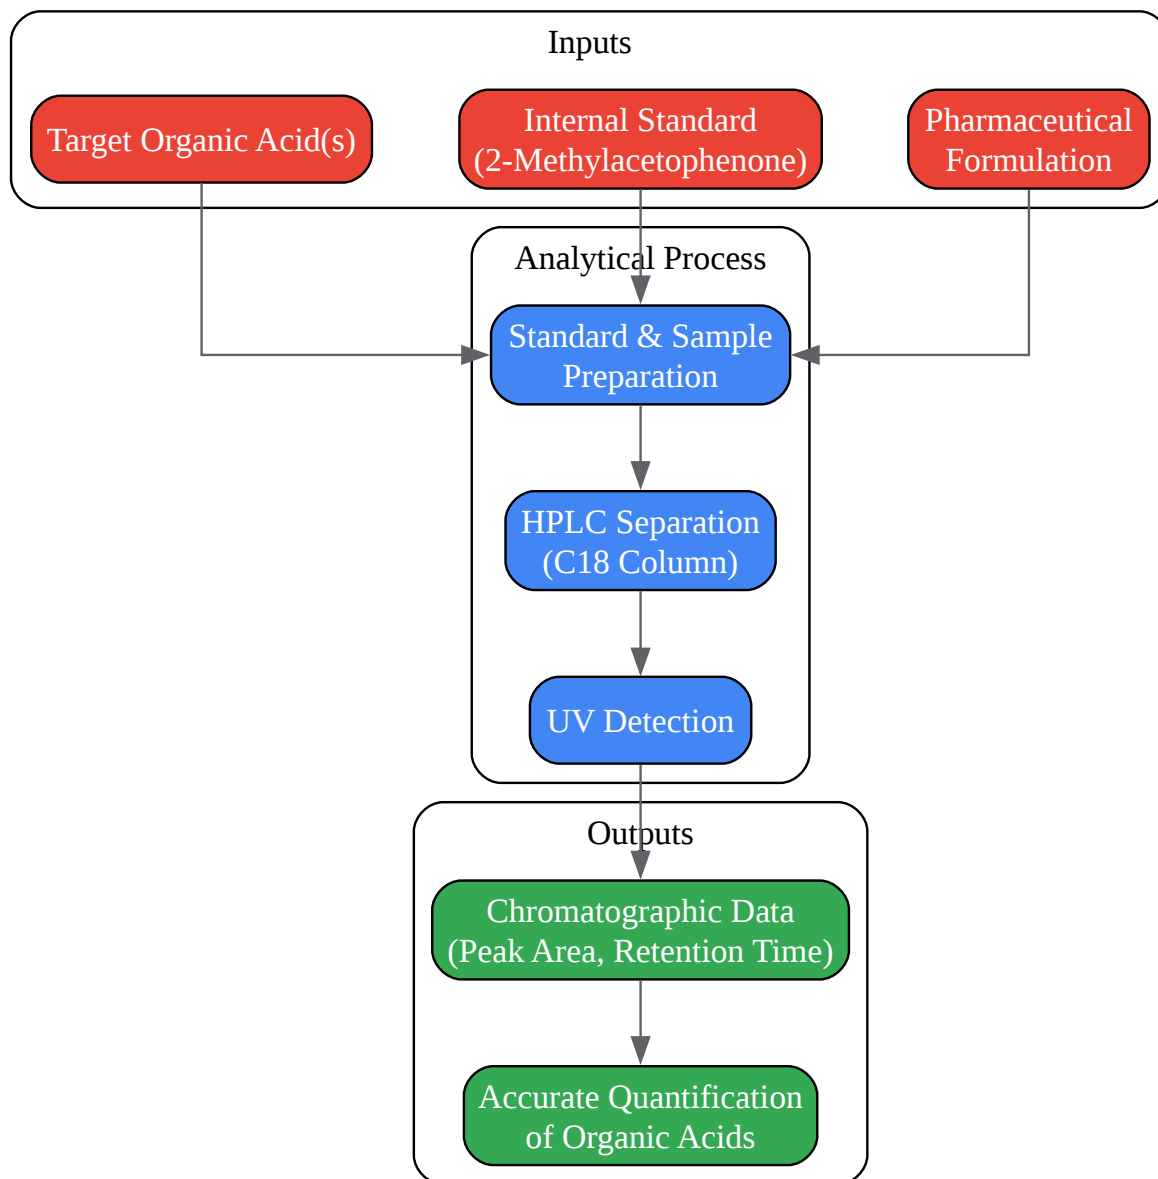 Inputs
Target Organic Acid(s)
Internal Standard
(2-Methylacetophenone)
Pharmaceutical
Formulation
Analytical Process
Standard & Sample
Preparation
HPLC Separation
(C18 Column)
UV Detection
Outputs
Chromatographic Data
(Peak Area, Retention Time)
Accurate Quantification
of Organic Acids